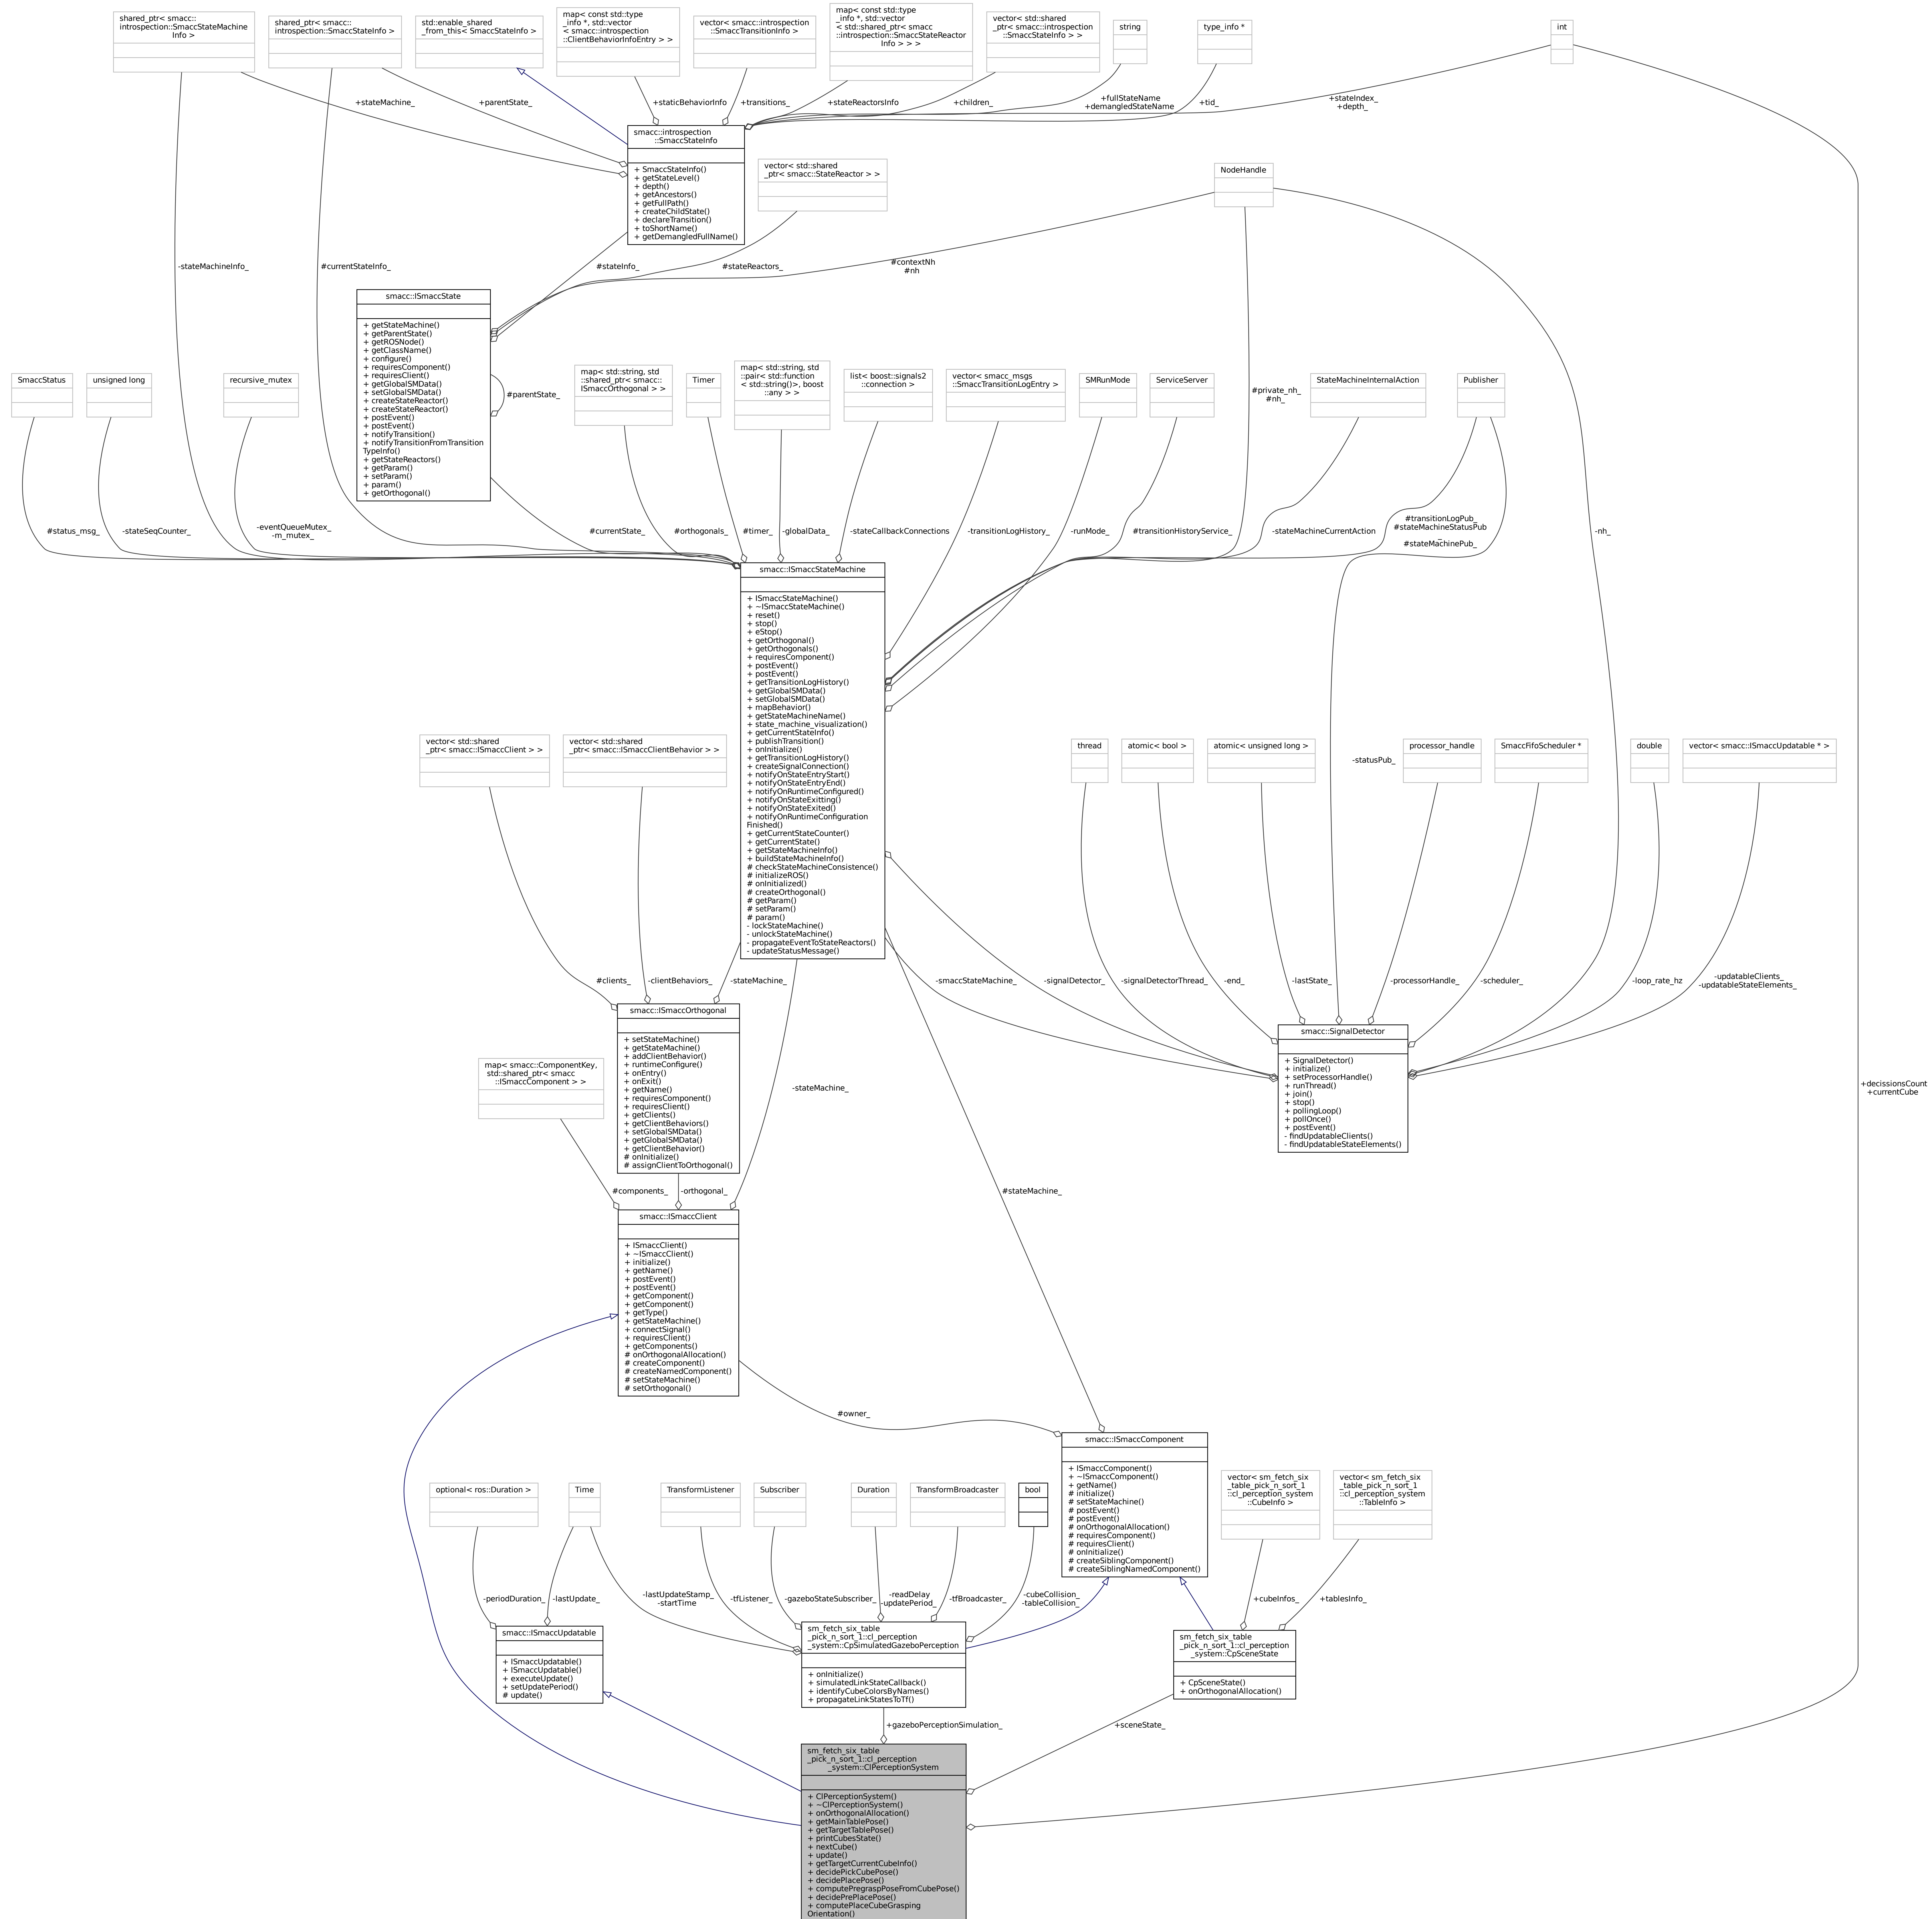 shared_ptr< smacc::
introspection::SmaccStateMachine
Info >
shared_ptr< smacc::
introspection::SmaccStateInfo >
std::enable_shared
_from_this< SmaccStateInfo >
map< const std::type
_info *, std::vector
< smacc::introspection
::ClientBehaviorInfoEntry > >
vector< smacc::introspection
::SmaccTransitionInfo >
map< const std::type
_info *, std::vector
< std::shared_ptr< smacc
::introspection::SmaccStateReactor
Info > > >
vector< std::shared
_ptr< smacc::introspection
::SmaccStateInfo > >
string
type_info *
int
+stateMachine_
+parentState_
+staticBehaviorInfo
+transitions_
+stateReactorsInfo
+children_
+fullStateName
+demangledStateName
+tid_
+stateIndex_
+depth_
smacc::introspection
::SmaccStateInfo
+ SmaccStateInfo()
+ getStateLevel()
+ depth()
+ getAncestors()
+ getFullPath()
+ createChildState()
+ declareTransition()
+ toShortName()
+ getDemangledFullName()
vector< std::shared
_ptr< smacc::StateReactor > >
NodeHandle
-stateMachineInfo_
#currentStateInfo_
#stateInfo_
#stateReactors_
#contextNh
#nh
smacc::ISmaccState
+ getStateMachine()
+ getParentState()
+ getROSNode()
+ getClassName()
+ configure()
+ requiresComponent()
+ requiresClient()
+ getGlobalSMData()
+ setGlobalSMData()
+ createStateReactor()
+ createStateReactor()
+ postEvent()
+ postEvent()
+ notifyTransition()
+ notifyTransitionFromTransition
TypeInfo()
+ getStateReactors()
+ getParam()
+ setParam()
+ param()
+ getOrthogonal()
#parentState_
SmaccStatus
unsigned long
recursive_mutex
map< std::string, std
::shared_ptr< smacc::
ISmaccOrthogonal > >
Timer
map< std::string, std
::pair< std::function
< std::string()>, boost
::any > >
list< boost::signals2
::connection >
vector< smacc_msgs
::SmaccTransitionLogEntry >
SMRunMode
ServiceServer
#private_nh_
#nh_
StateMachineInternalAction
Publisher
#status_msg_
-stateSeqCounter_
-eventQueueMutex_
-m_mutex_
#currentState_
#orthogonals_
#timer_
-globalData_
-stateCallbackConnections
-transitionLogHistory_
-runMode_
#transitionHistoryService_
-stateMachineCurrentAction
#transitionLogPub_
#stateMachineStatusPub
_
#stateMachinePub_
-nh_
smacc::ISmaccStateMachine
+ ISmaccStateMachine()
+ ~ISmaccStateMachine()
+ reset()
+ stop()
+ eStop()
+ getOrthogonal()
+ getOrthogonals()
+ requiresComponent()
+ postEvent()
+ postEvent()
+ getTransitionLogHistory()
+ getGlobalSMData()
+ setGlobalSMData()
+ mapBehavior()
+ getStateMachineName()
+ state_machine_visualization()
+ getCurrentStateInfo()
+ publishTransition()
+ onInitialize()
+ getTransitionLogHistory()
+ createSignalConnection()
+ notifyOnStateEntryStart()
+ notifyOnStateEntryEnd()
+ notifyOnRuntimeConfigured()
+ notifyOnStateExitting()
+ notifyOnStateExited()
+ notifyOnRuntimeConfiguration
Finished()
+ getCurrentStateCounter()
+ getCurrentState()
+ getStateMachineInfo()
+ buildStateMachineInfo()
# checkStateMachineConsistence()
# initializeROS()
# onInitialized()
# createOrthogonal()
# getParam()
# setParam()
# param()
- lockStateMachine()
- unlockStateMachine()
- propagateEventToStateReactors()
- updateStatusMessage()
vector< std::shared
_ptr< smacc::ISmaccClient > >
vector< std::shared
_ptr< smacc::ISmaccClientBehavior > >
thread
atomic< bool >
atomic< unsigned long >
-statusPub_
processor_handle
SmaccFifoScheduler *
double
vector< smacc::ISmaccUpdatable * >
#clients_
-clientBehaviors_
-stateMachine_
-smaccStateMachine_
-signalDetector_
-signalDetectorThread_
-end_
-lastState_
-processorHandle_
-scheduler_
-loop_rate_hz
-updatableClients_
-updatableStateElements_
smacc::ISmaccOrthogonal
+ setStateMachine()
+ getStateMachine()
+ addClientBehavior()
+ runtimeConfigure()
+ onEntry()
+ onExit()
+ getName()
+ requiresComponent()
+ requiresClient()
+ getClients()
+ getClientBehaviors()
+ setGlobalSMData()
+ getGlobalSMData()
+ getClientBehavior()
# onInitialize()
# assignClientToOrthogonal()
smacc::SignalDetector
+ SignalDetector()
+ initialize()
+ setProcessorHandle()
+ runThread()
+ join()
+ stop()
+ pollingLoop()
+ pollOnce()
+ postEvent()
- findUpdatableClients()
- findUpdatableStateElements()
map< smacc::ComponentKey,
std::shared_ptr< smacc
::ISmaccComponent > >
-stateMachine_
+decissionsCount
+currentCube
#components_
-orthogonal_
#stateMachine_
smacc::ISmaccClient
+ ISmaccClient()
+ ~ISmaccClient()
+ initialize()
+ getName()
+ postEvent()
+ postEvent()
+ getComponent()
+ getComponent()
+ getType()
+ getStateMachine()
+ connectSignal()
+ requiresClient()
+ getComponents()
# onOrthogonalAllocation()
# createComponent()
# createNamedComponent()
# setStateMachine()
# setOrthogonal()
#owner_
smacc::ISmaccComponent
+ ISmaccComponent()
+ ~ISmaccComponent()
+ getName()
# initialize()
# setStateMachine()
# postEvent()
# postEvent()
# onOrthogonalAllocation()
# requiresComponent()
# requiresClient()
# onInitialize()
# createSiblingComponent()
# createSiblingNamedComponent()
optional< ros::Duration >
Time
TransformListener
Subscriber
Duration
TransformBroadcaster
bool
vector< sm_fetch_six
_table_pick_n_sort_1
::cl_perception_system
::CubeInfo >
vector< sm_fetch_six
_table_pick_n_sort_1
::cl_perception_system
::TableInfo >
-periodDuration_
-lastUpdate_
-lastUpdateStamp_
-startTime
-tfListener_
-gazeboStateSubscriber_
-readDelay
-updatePeriod_
-tfBroadcaster_
-cubeCollision_
-tableCollision_
+cubeInfos_
+tablesInfo_
smacc::ISmaccUpdatable
+ ISmaccUpdatable()
+ ISmaccUpdatable()
+ executeUpdate()
+ setUpdatePeriod()
# update()
sm_fetch_six_table
_pick_n_sort_1::cl_perception
_system::CpSimulatedGazeboPerception
+ onInitialize()
+ simulatedLinkStateCallback()
+ identifyCubeColorsByNames()
+ propagateLinkStatesToTf()
sm_fetch_six_table
_pick_n_sort_1::cl_perception
_system::CpSceneState
+ CpSceneState()
+ onOrthogonalAllocation()
+gazeboPerceptionSimulation_
+sceneState_
sm_fetch_six_table
_pick_n_sort_1::cl_perception
_system::ClPerceptionSystem
+ ClPerceptionSystem()
+ ~ClPerceptionSystem()
+ onOrthogonalAllocation()
+ getMainTablePose()
+ getTargetTablePose()
+ printCubesState()
+ nextCube()
+ update()
+ getTargetCurrentCubeInfo()
+ decidePickCubePose()
+ decidePlacePose()
+ computePregraspPoseFromCubePose()
+ decidePrePlacePose()
+ computePlaceCubeGrasping
Orientation()